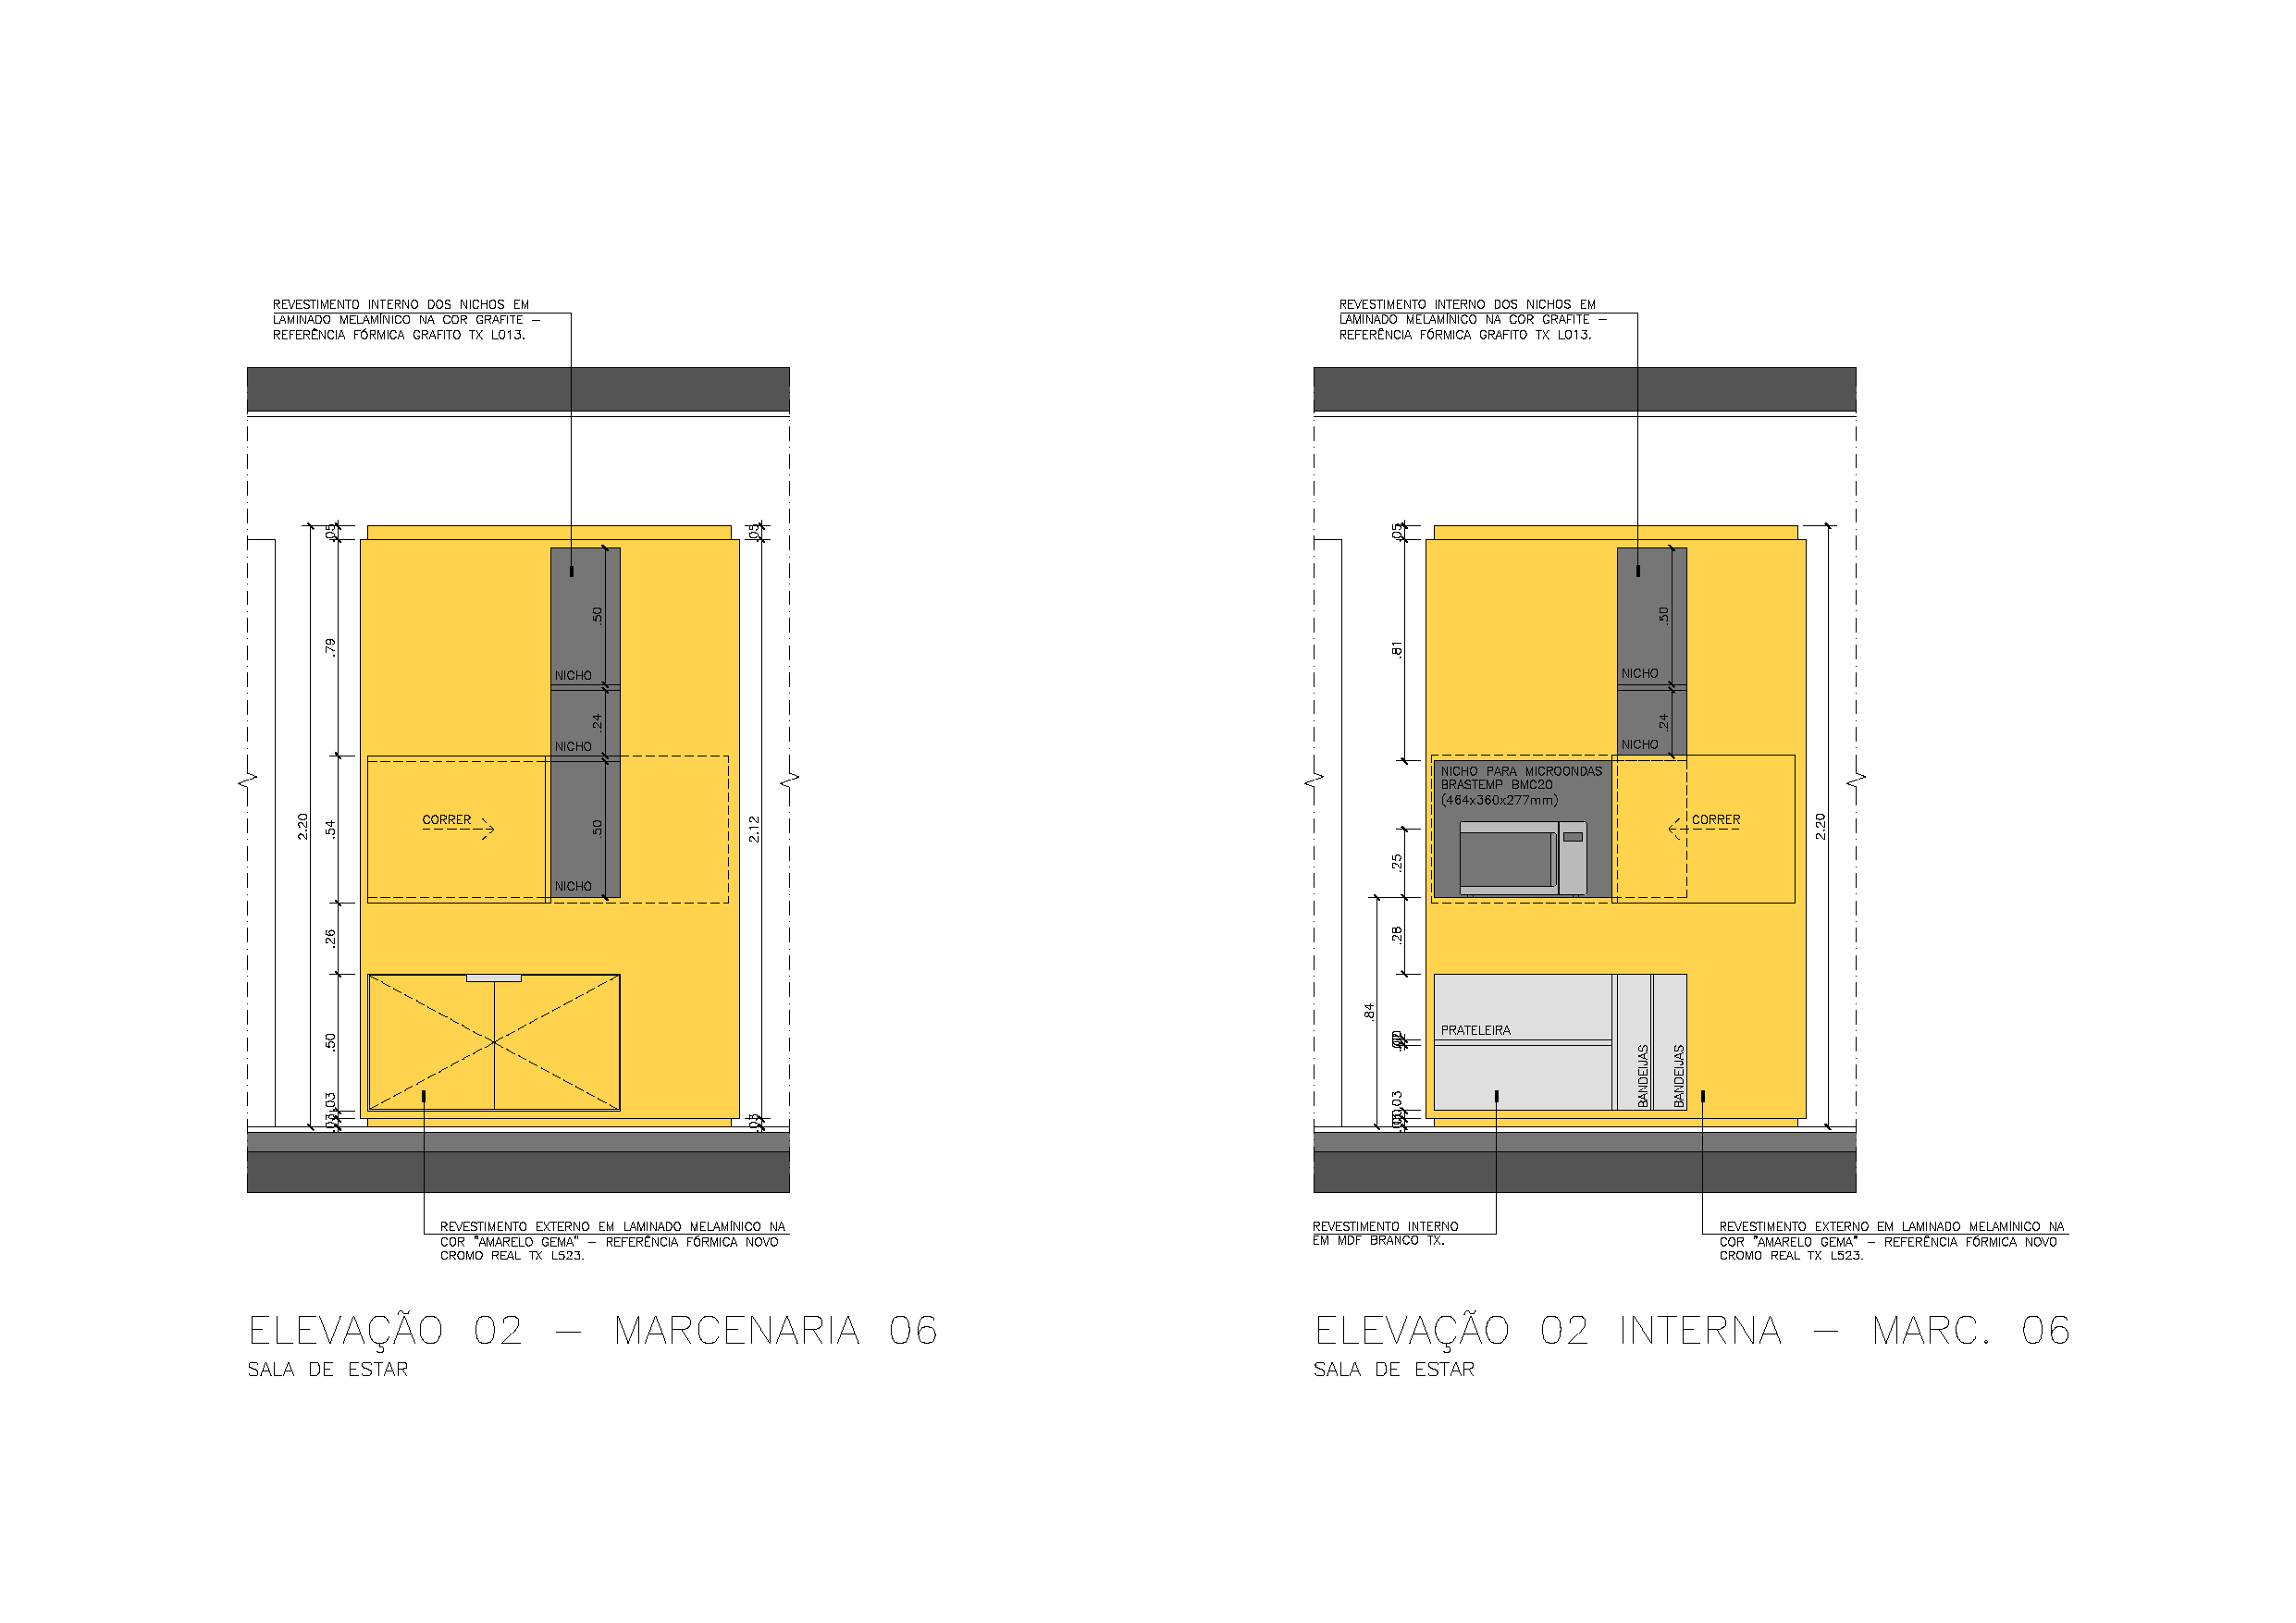 REVESTIMENTO INTERNO DOS NICHOS EM
LAMINADO MELAMÍNICO NA COR GRAFITE –
REFERÊNCIA FÓRMICA GRAFITO TX L013.
.05
.79
.54
.26
.50
.03
2.20
.50
NICHO
.24
NICHO
.50
NICHO
CORRER
.05
2.12
.03
REVESTIMENTO EXTERNO EM LAMINADO MELAMÍNICO NA
COR "AMARELO GEMA" – REFERÊNCIA FÓRMICA NOVO
CROMO REAL TX L523.
ELEVAÇÃO 02 – MARCENARIA 06
SALA DE ESTAR
REVESTIMENTO INTERNO DOS NICHOS EM
LAMINADO MELAMÍNICO NA COR GRAFITE –
REFERÊNCIA FÓRMICA GRAFITO TX L013.
.05
.81
.25
.28
.84
.03
.50
NICHO
.24
NICHO
NICHO PARA MICROONDAS
BRASTEMP BMC20
(464x360x277mm)
CORRER
2.20
PRATELEIRA
BANDEIJAS
BANDEIJAS
REVESTIMENTO INTERNO
EM MDF BRANCO TX.
REVESTIMENTO EXTERNO EM LAMINADO MELAMÍNICO NA
COR "AMARELO GEMA" – REFERÊNCIA FÓRMICA NOVO
CROMO REAL TX L523.
ELEVAÇÃO 02 INTERNA – MARC. 06
SALA DE ESTAR